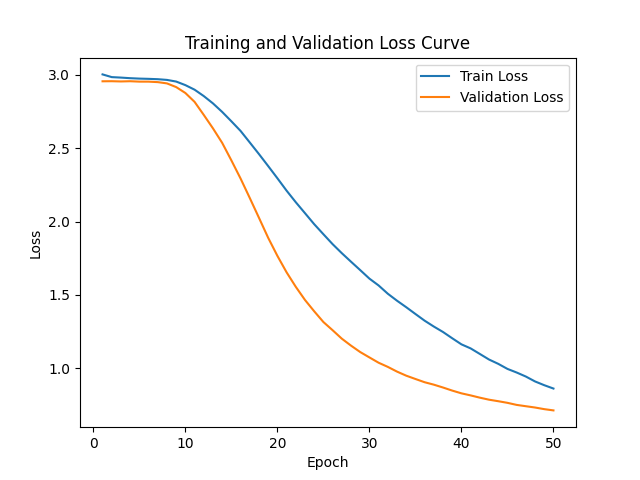 Training and Validation Loss Curve
Train Loss
Validation Loss
3.0
2.5
2.0
1.5
1.0
Loss
0 10 20 30 40 50
Epoch